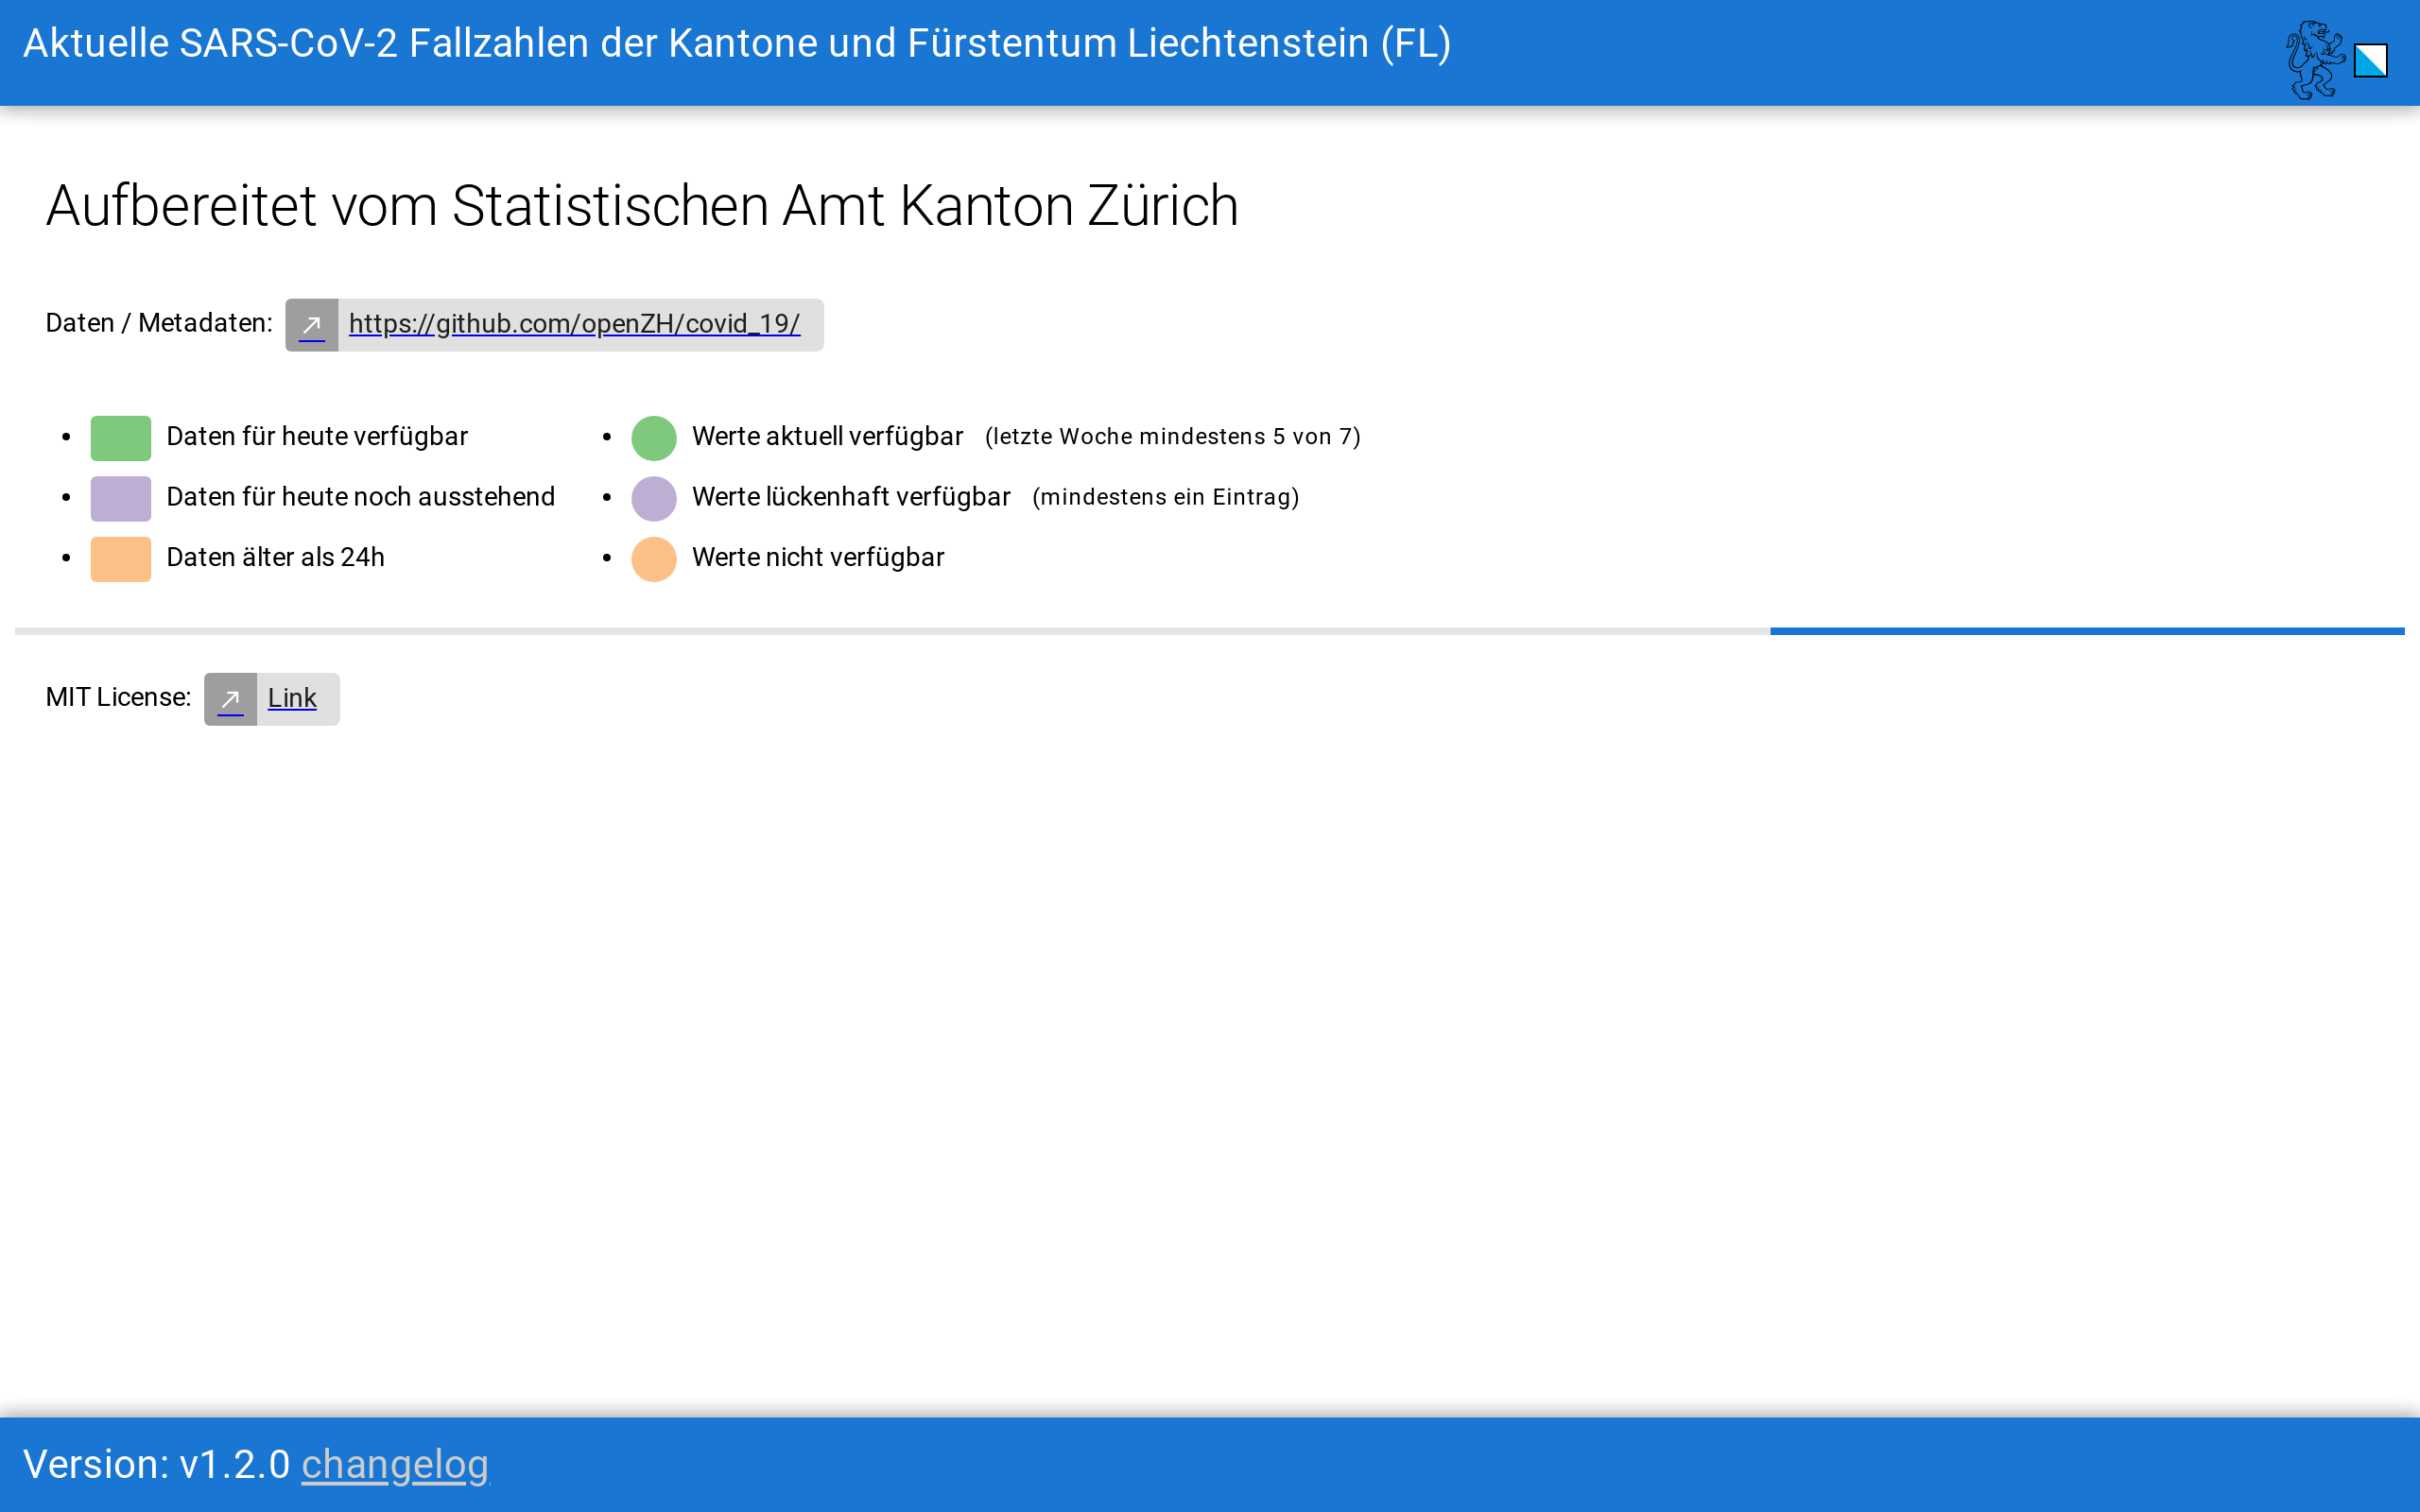 Aktuelle SARS-CoV-2 Fallzahlen der Kantone und Fürstentum Liechtenstein (FL)
Aufbereitet vom Statistischen Amt Kanton Zürich
Daten / Metadaten: https://github.com/openZH/covid_19/
Daten für heute verfügbar
Daten für heute noch ausstehend
Daten älter als 24h
Werte aktuell verfügbar (letzte Woche mindestens 5 von 7)
Werte lückenhaft verfügbar (mindestens ein Eintrag)
Werte nicht verfügbar
MIT License: Link
Version: v1.2.0 changelog